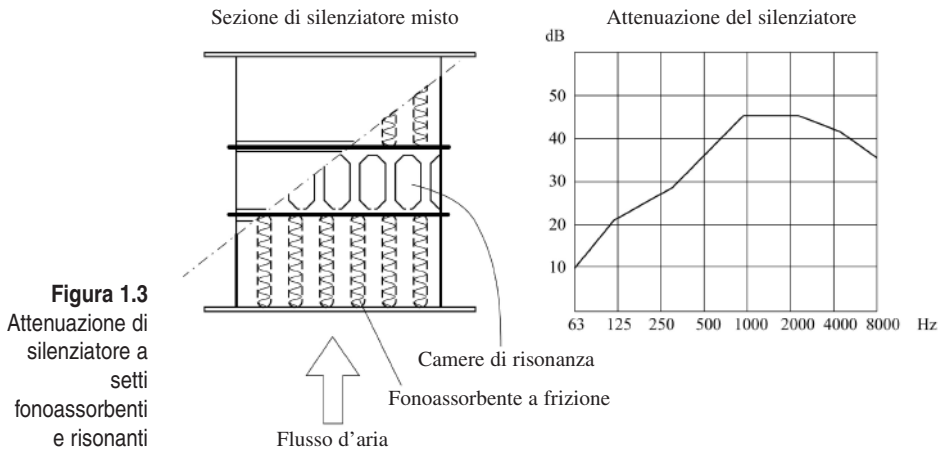 Sezione di silenziatore misto
Attenuazione del silenziatore
dB
50
40
30
20
10
63 125 250 500 1000 2000 4000 8000 Hz
Camere di risonanza
Fonoassorbente a frizione
Flusso d'aria
Figura 1.3
Attenuazione di
silenziatore a
setti
fonoassorbenti
e risonanti